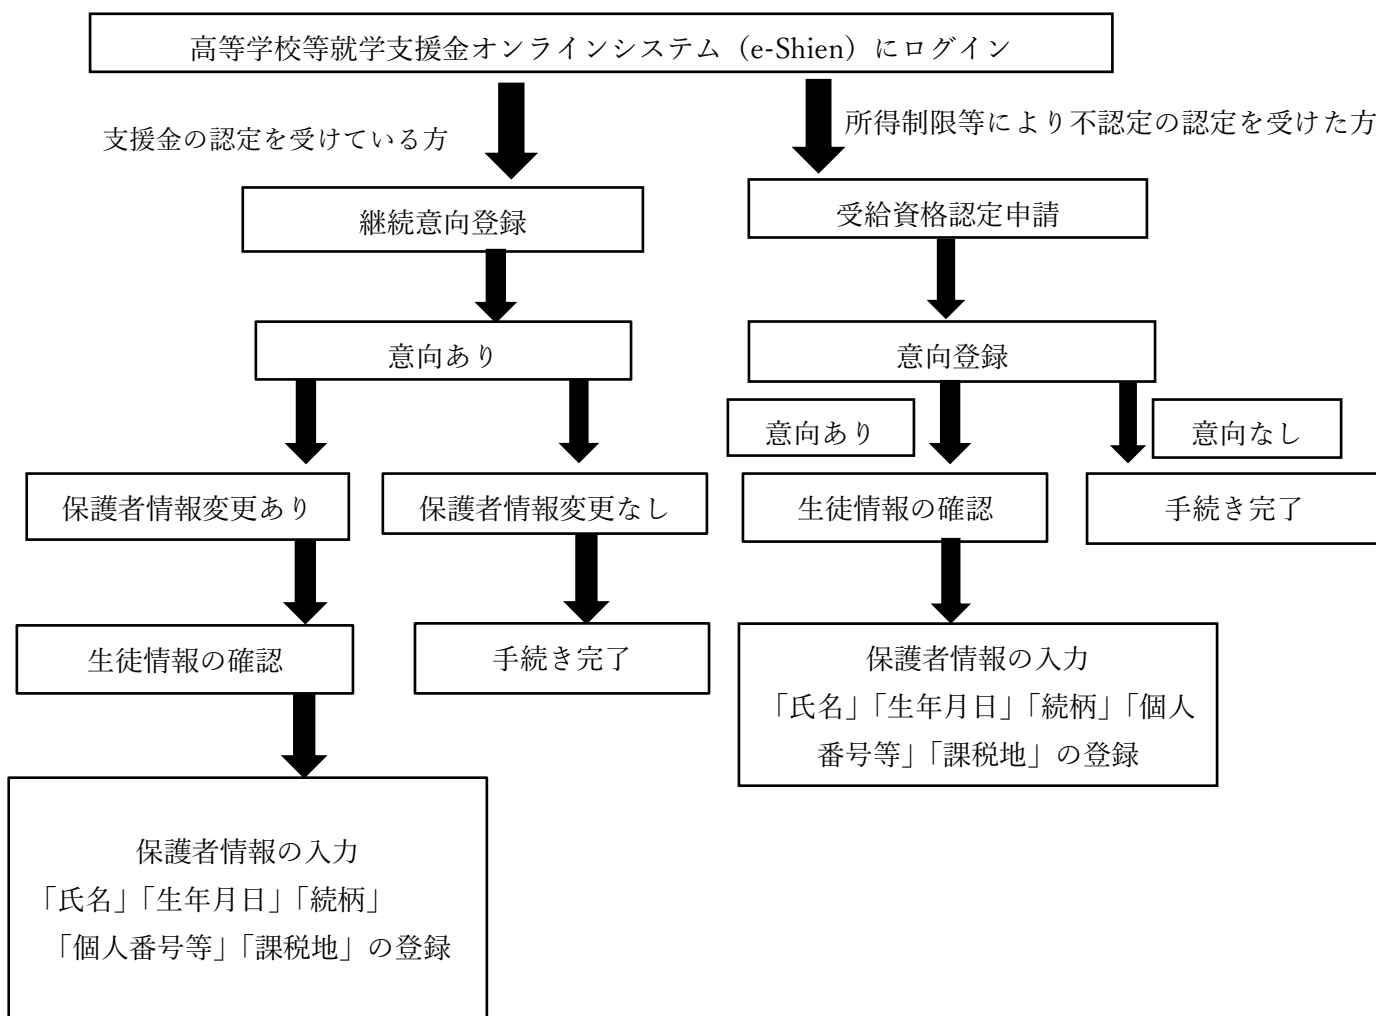 高等学校等就学支援金オンラインシステム（e-Shien）にログイン
支援金の認定を受けている方
所得制限等により不認定の認定を受けた方
継続意向登録
受給資格認定申請
意向あり
意向登録
意向あり
意向なし
保護者情報変更あり
保護者情報変更なし
生徒情報の確認
手続き完了
生徒情報の確認
手続き完了
保護者情報の入力
「氏名」「生年月日」「続柄」「個人
番号等」「課税地」の登録
保護者情報の入力
「氏名」「生年月日」「続柄」
「個人番号等」「課税地」の登録